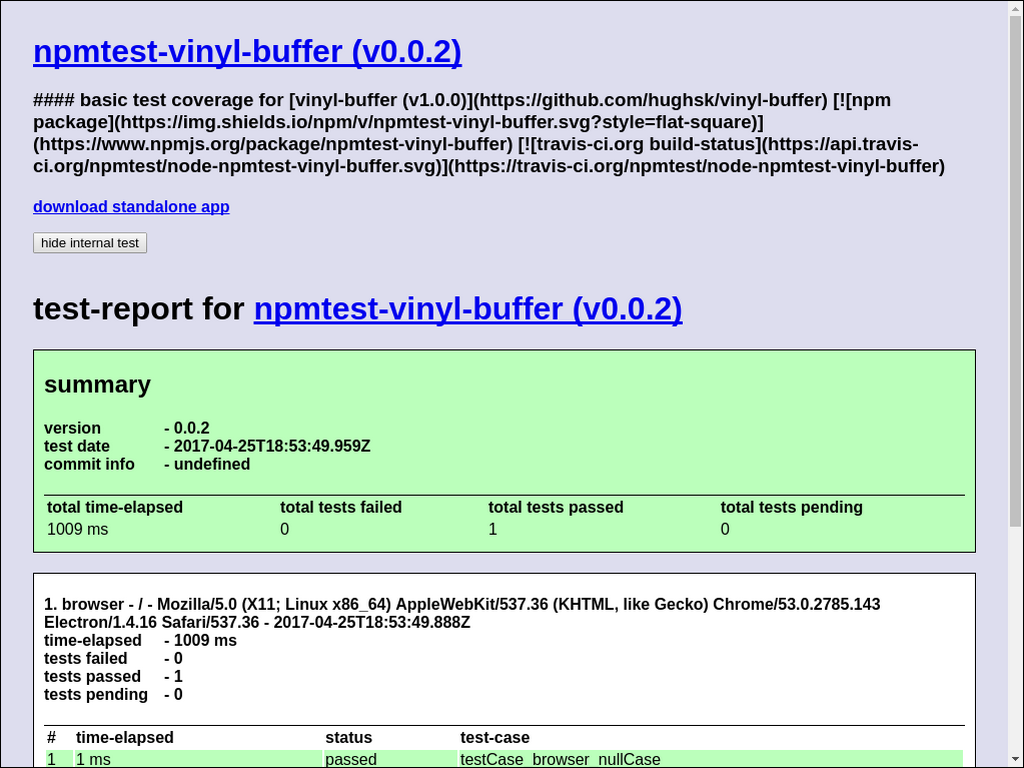 npmtest-vinyl-buffer (v0.0.2)
#### basic test coverage for [vinyl-buffer (v1.0.0)](https://github.com/hughsk/vinyl-buffer) [![npm
package](https://img.shields.io/npm/v/npmtest-vinyl-buffer.svg?style=flat-square)]
(https://www.npmjs.org/package/npmtest-vinyl-buffer) [![travis-ci.org build-status](https://api.travis-
ci.org/npmtest/node-npmtest-vinyl-buffer.svg)](https://travis-ci.org/npmtest/node-npmtest-vinyl-buffer)
download standalone app
hide internal test
test-report for npmtest-vinyl-buffer (v0.0.2)
summary
version - 0.0.2
test date - 2017-04-25T18:53:49.959Z
commit info - undefined
total time-elapsed total tests failed total tests passed total tests pending
1009 ms 0 1 0
1. browser - / - Mozilla/5.0 (X11; Linux x86_64) AppleWebKit/537.36 (KHTML, like Gecko) Chrome/53.0.2785.143
Electron/1.4.16 Safari/537.36 - 2017-04-25T18:53:49.888Z
time-elapsed - 1009 ms
tests failed - 0
tests passed - 1
tests pending - 0
# time-elapsed status test-case
1 1 ms passed testCase_browser_nullCase